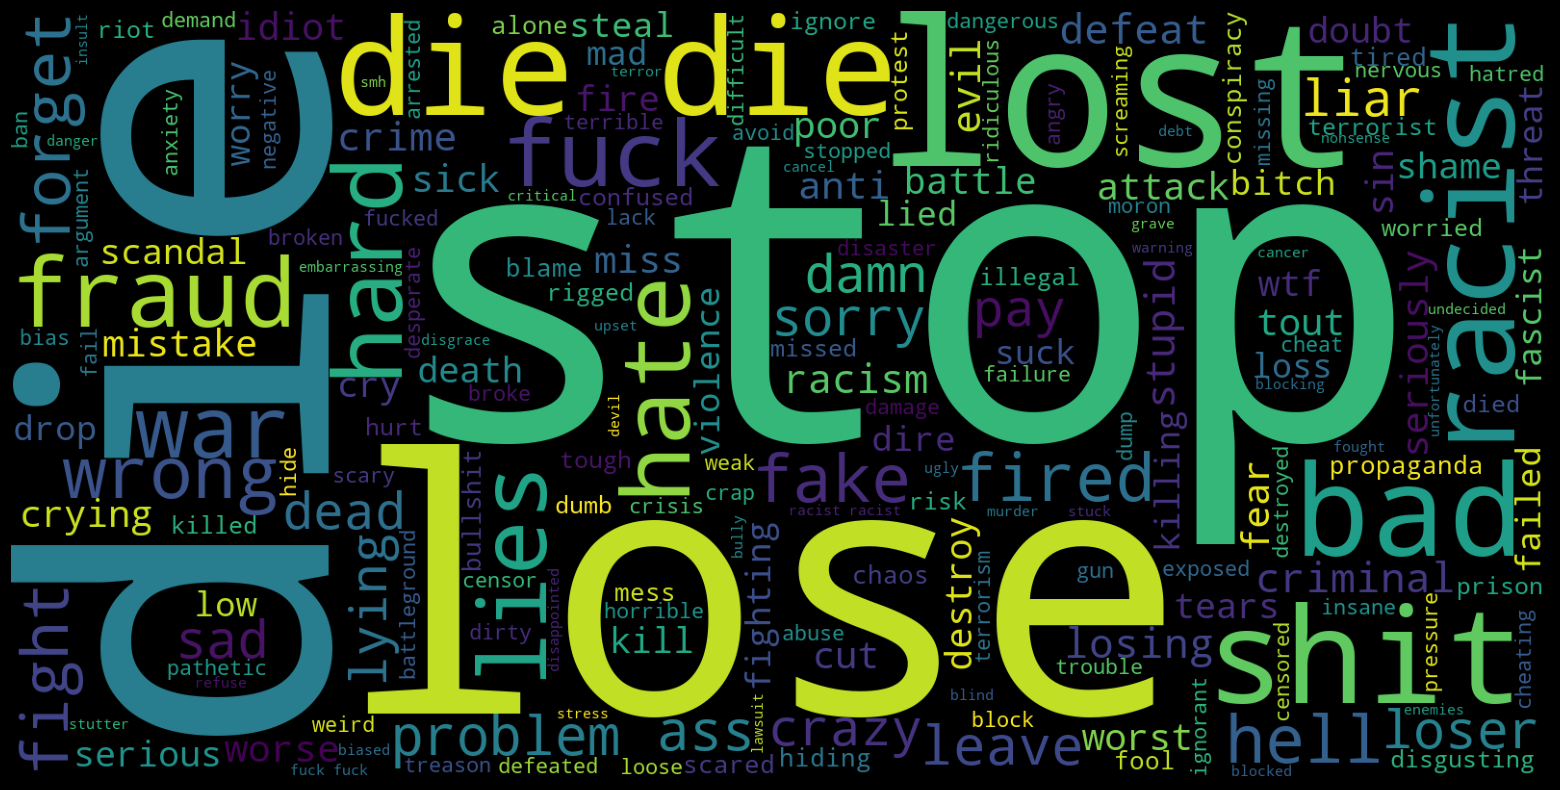 insult
riot
demand
idiot
die die
alone
steal
ignore
lost
dangerous
defeat
doubt
forget
die
smh
arrested
mad
terror
fire
difficult
protest
evil
ridiculous
angry
screaming
conspiracy
missing
tired
nervous
hatred
liar
racist
ban
danger
anxiety
worry
negative
crime
terrible
fuck
avoid
poor
stopped
cancel
debt
terrorist
nonsense
threat
argument
hard
sick
critical
confused
anti
battle
attack
bitch
sin
shame
fucked
lack
lied
moron
grave
worried
scandal
broken
embarrassing
stop
blame
miss
disaster
damn
illegal
warning
cancer
wtf
seriously
fascist
fraud
desperate
rigged
violence
sorry
pay
stupid
undecided
bias
fail
mistake
disgrace
upset
hate
missed
suck
tout
cheat
loss
unfortunately
death
cry
broke
racism
failure
blocking
drop
war
hurt
devil
damage
dire
dump
killing
died
wrong
hide
scary
bullshit
tough
weak
fake
ugly
fired
fought
fear
propaganda
crying
killed
dead
dumb
crisis
crap
racist racist
risk
murder
stuck
destroyed
bad
failed
lying
battleground
censor
lies
lose
bully
fighting
chaos
destroy
terrorism
gun
exposed
criminal
prison
fight
low
sad
pathetic
refuse
dirty
disappointed
mess
horrible
kill
abuse
cut
losing
trouble
tears
insane
shit
censored
pressure
cheating
stutter
serious
worse
weird
biased
fuck fuck
problem
treason
stress
defeated
loose
ass
scared
lawsuit
crazy
hiding
blind
block
leave
worst
fool
ignorant
hell
blocked
enemies
loser
disgusting